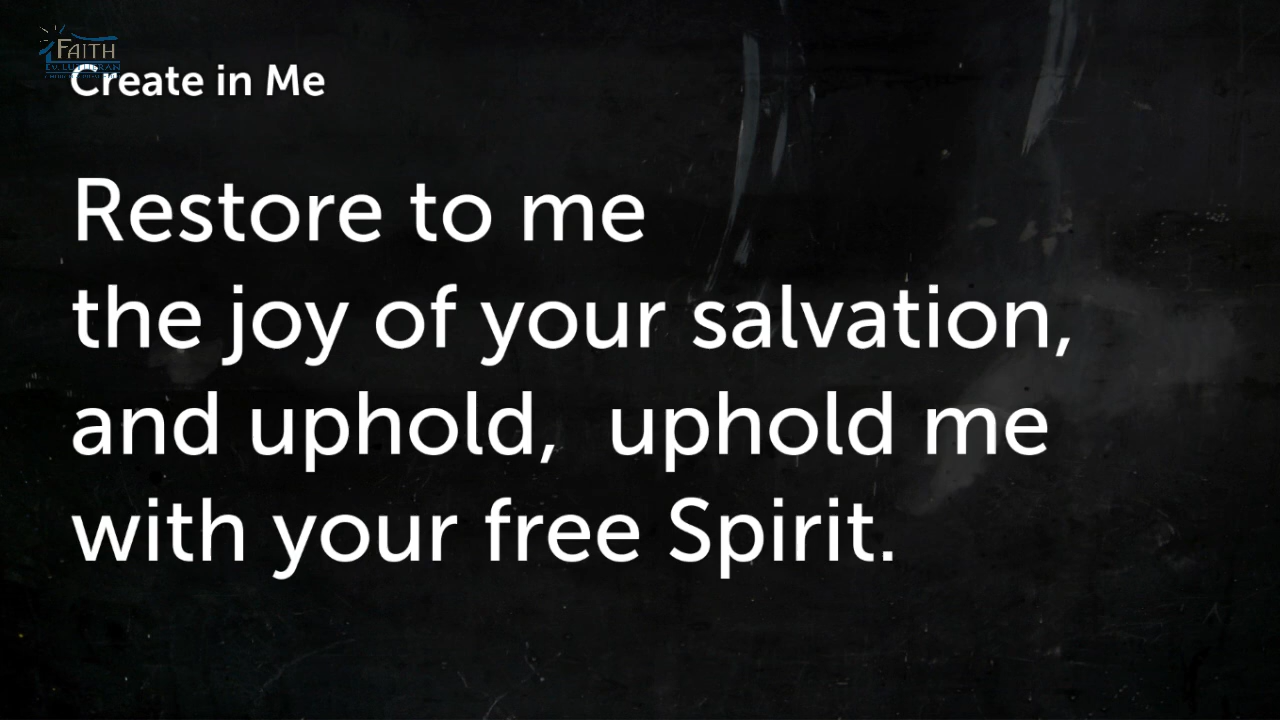 FAITH
EV. LUTHERAN
Create in Me
Restore to me
the joy of your salvation,
and uphold,  uphold me
with your free Spirit.